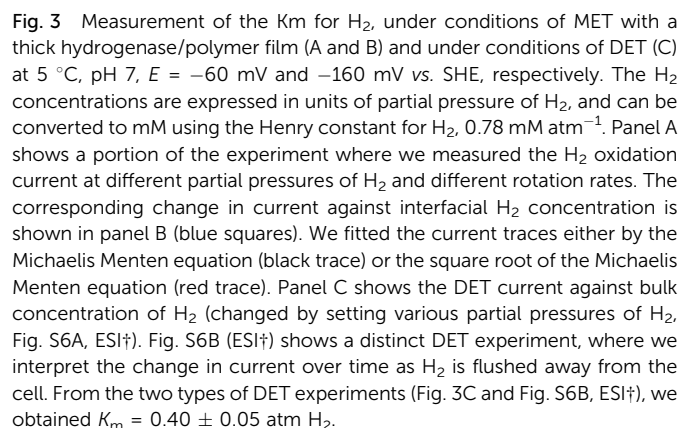 Fig. 3 Measurement of the Km for H₂, under conditions of MET with a
thick hydrogenase/polymer film (A and B) and under conditions of DET (C)
at 5 °C, pH 7, E = −60 mV and −160 mV vs. SHE, respectively. The H₂
concentrations are expressed in units of partial pressure of H₂, and can be
converted to mM using the Henry constant for H₂, 0.78 mM atm⁻¹. Panel A
shows a portion of the experiment where we measured the H₂ oxidation
current at different partial pressures of H₂ and different rotation rates. The
corresponding change in current against interfacial H₂ concentration is
shown in panel B (blue squares). We fitted the current traces either by the
Michaelis Menten equation (black trace) or the square root of the Michaelis
Menten equation (red trace). Panel C shows the DET current against bulk
concentration of H₂ (changed by setting various partial pressures of H₂,
Fig. S6A, ESI†). Fig. S6B (ESI†) shows a distinct DET experiment, where we
interpret the change in current over time as H₂ is flushed away from the
cell. From the two types of DET experiments (Fig. 3C and Fig. S6B, ESI†), we
obtained Kₘ = 0.40 ± 0.05 atm H₂.